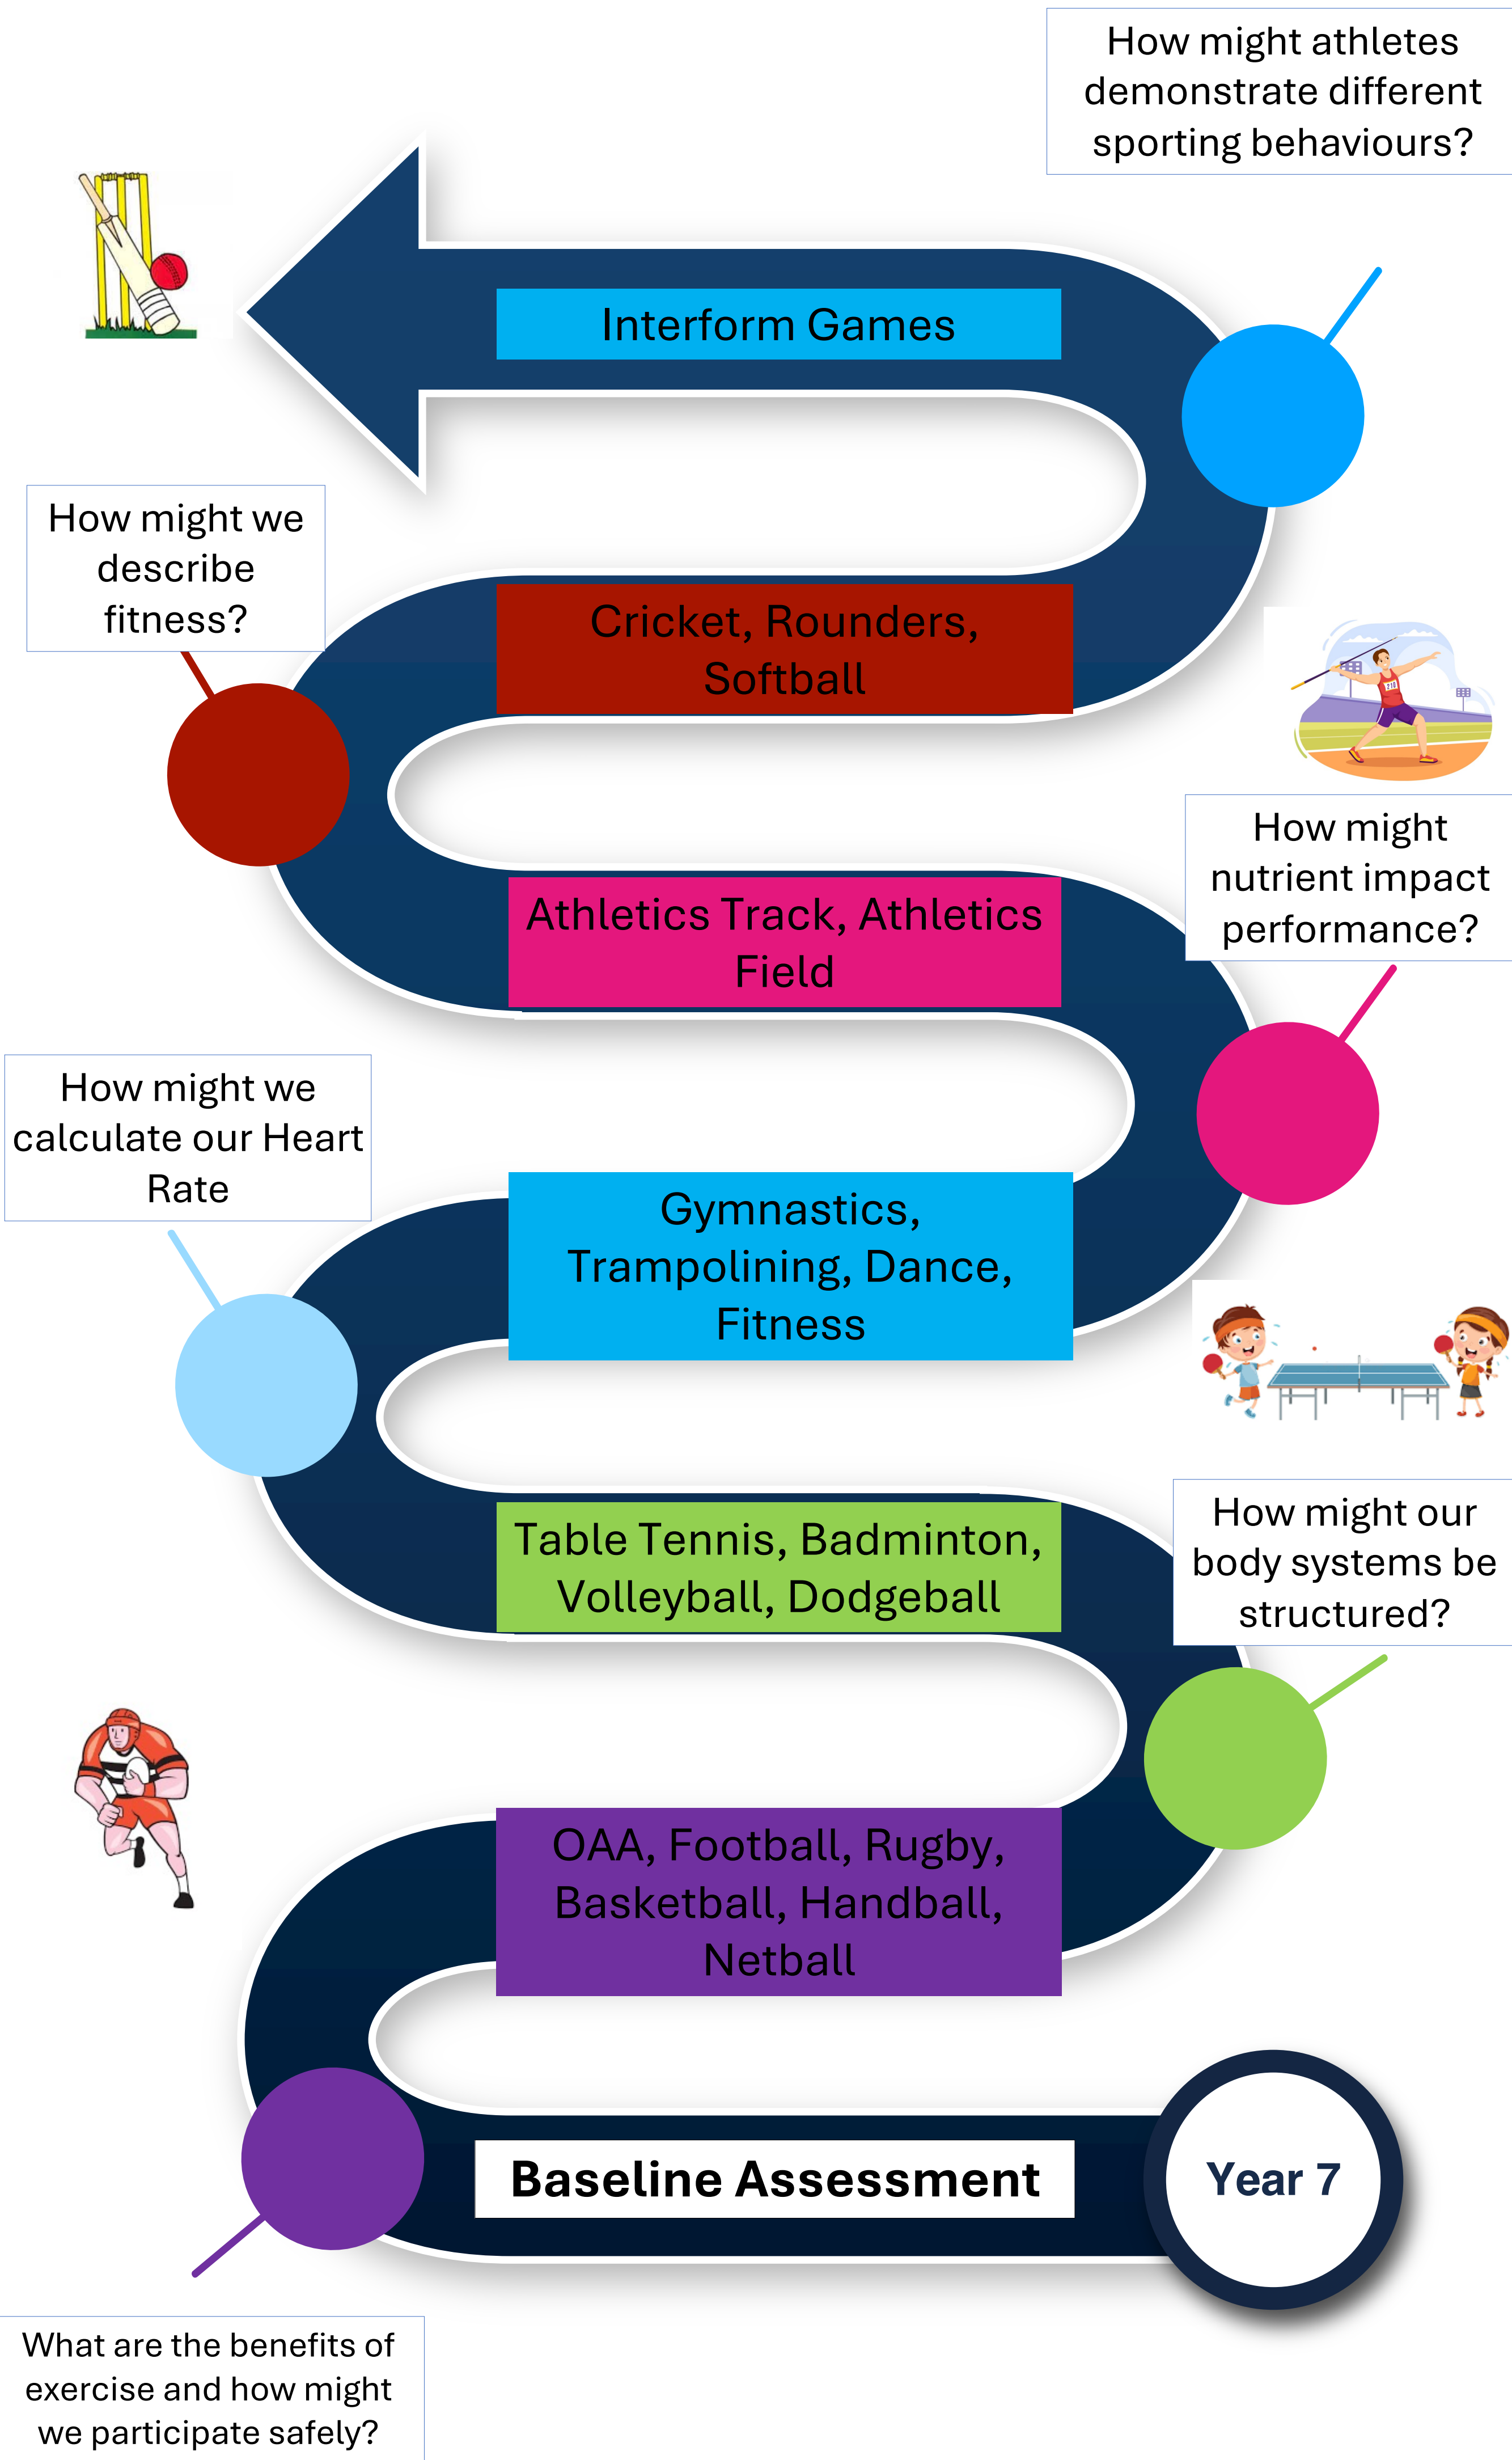 How might athletes
demonstrate different
sporting behaviours?
Interform Games
How might we
describe
fitness?
Cricket, Rounders,
Softball
How might
nutrient impact
performance?
Athletics Track, Athletics
Field
How might we
calculate our Heart
Rate
Gymnastics,
Trampolining, Dance,
Fitness
How might our
body systems be
structured?
Table Tennis, Badminton,
Volleyball, Dodgeball
OAA, Football, Rugby,
Basketball, Handball,
Netball
Baseline Assessment
Year 7
What are the benefits of
exercise and how might
we participate safely?